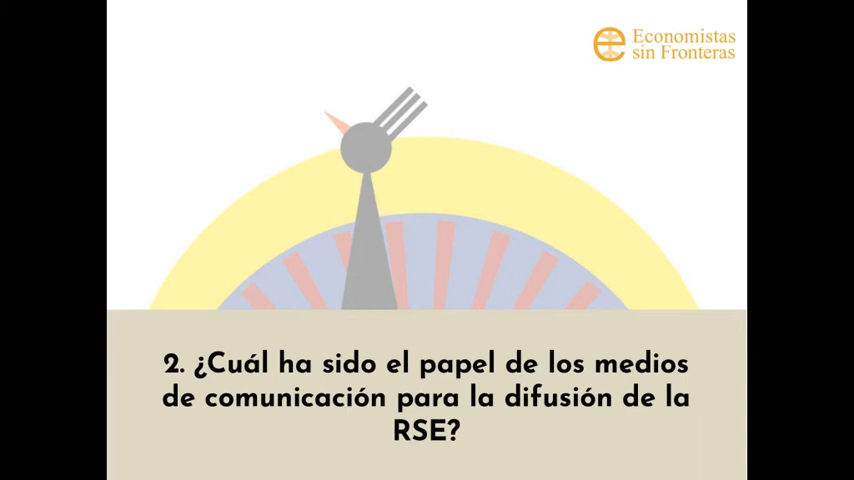 Economistas
sin Fronteras
2. ¿Cuál ha sido el papel de los medios
de comunicación para la difusión de la
RSE?